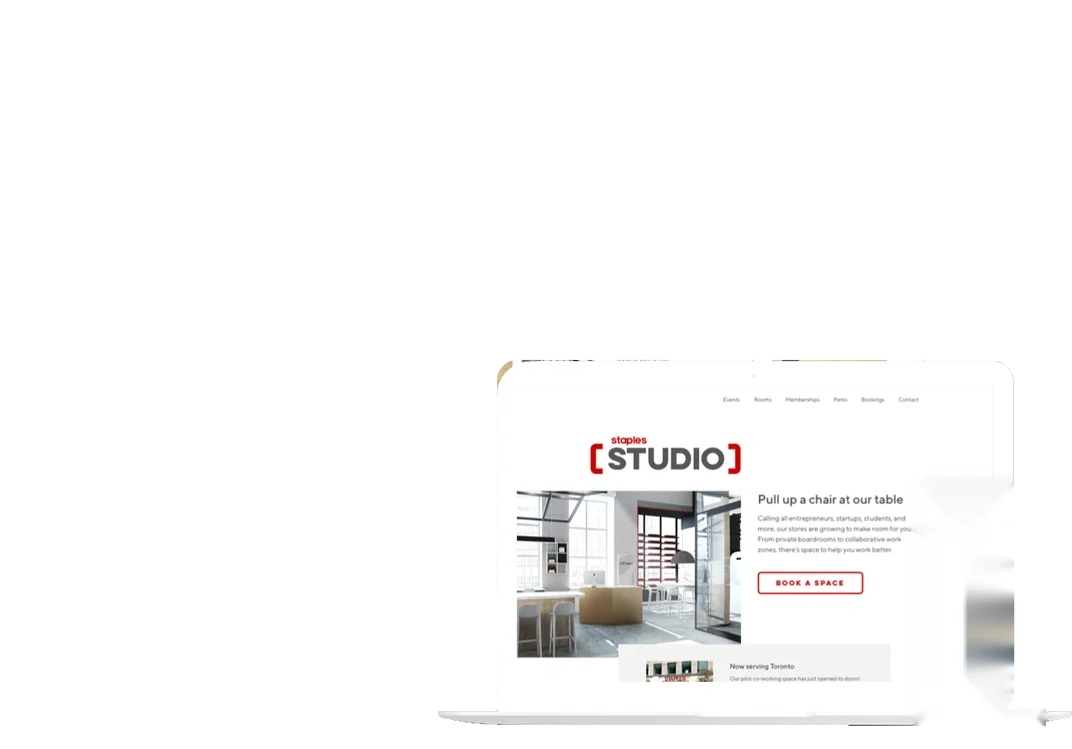 Events Rooms Memberships Perks Bookings Contact
staples
[STUDIO]
Pull up a chair at our table
Calling all entrepreneurs, startups, students, and
more, our stores are growing to make room for you.
From private boardrooms to collaborative work
zones, there's space to help you work better.
BOOK A SPACE
Now serving Toronto
STAPLES
Our pilot co-working space has just opened its doors!